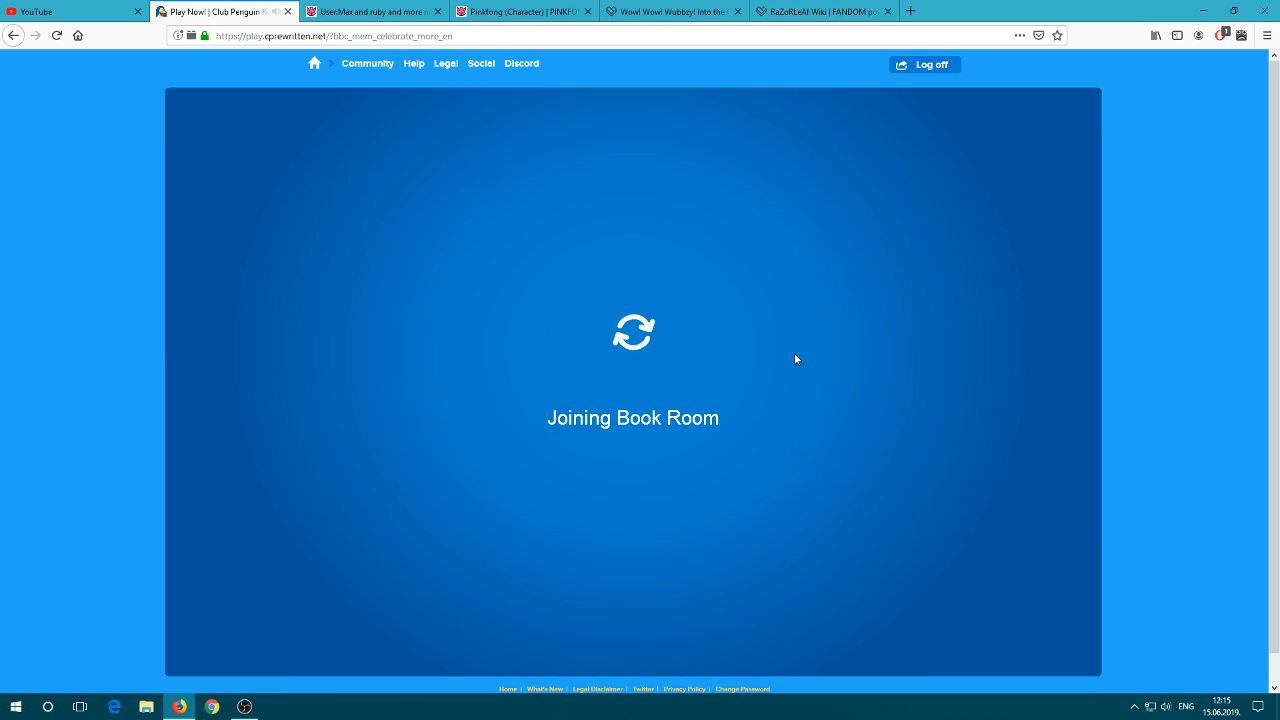 YouTube
Play Now! | Club Penguin R
User:Max and ruby and more n
Pinkfong (Character) | PINKFO
Wow! Wow! Wubbzy! Into the
RaZoRLeAf Wiki | FANDOM po
https://play.cprewritten.net/?bbc_mem_celebrate_more_en
1
Community
Help
Legal
Social
Discord
Log off
Joining Book Room
Home | What's New | Legal Disclaimer | Twitter | Privacy Policy | Change Password
ENG
12:15
15.06.2019.